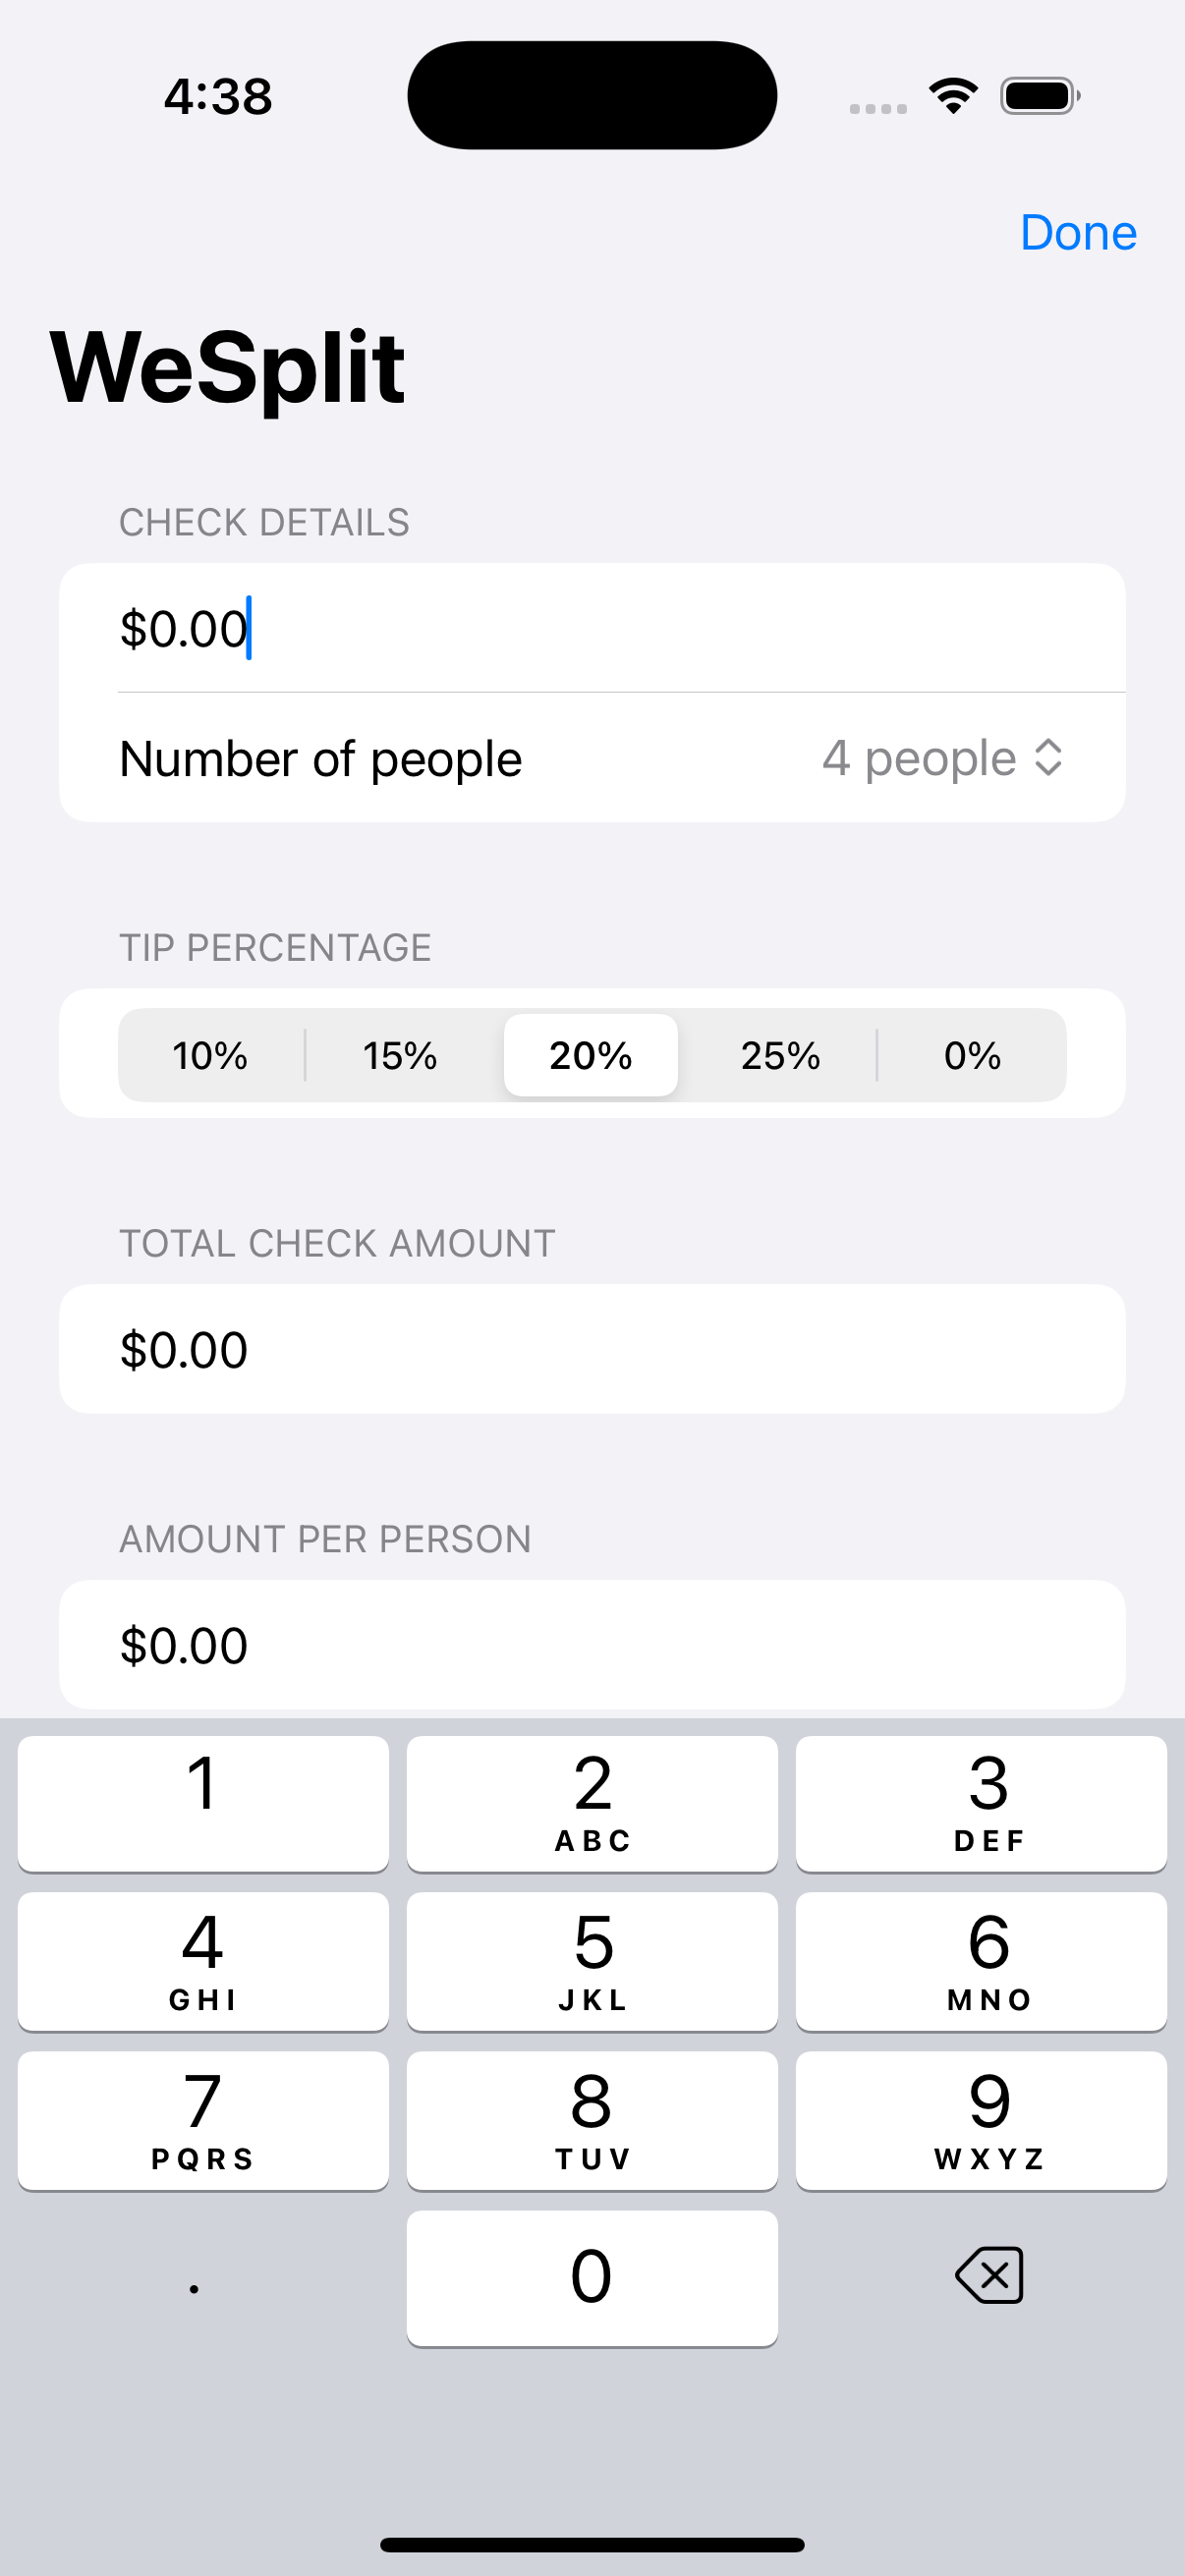 4:38
Done
WeSplit
CHECK DETAILS
$0.00
Number of people 4 people
TIP PERCENTAGE
10% 15% 20% 25% 0%
TOTAL CHECK AMOUNT
$0.00
AMOUNT PER PERSON
$0.00
1 2 3
ABC DEF
4 5 6
GHI JKL MNO
7 8 9
PQRS TUV WXYZ
. 0